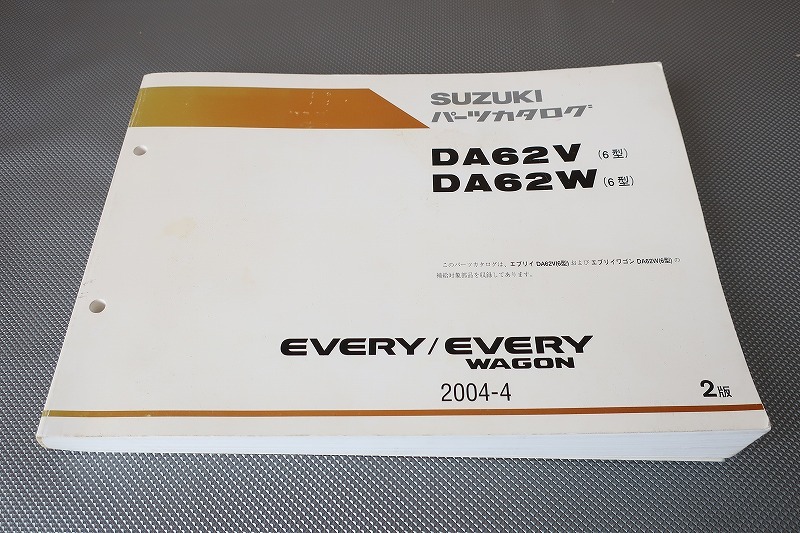 SUZUKI
パーツカタログ
DA62V (6型)
DA62W (6型)
このパーツカタログは、エブリイ DA62V(6型) および エブリイワゴン DA62W(6型) の
補給対象部品を収録してあります。
EVERY/EVERY
WAGON
2004-4
2版